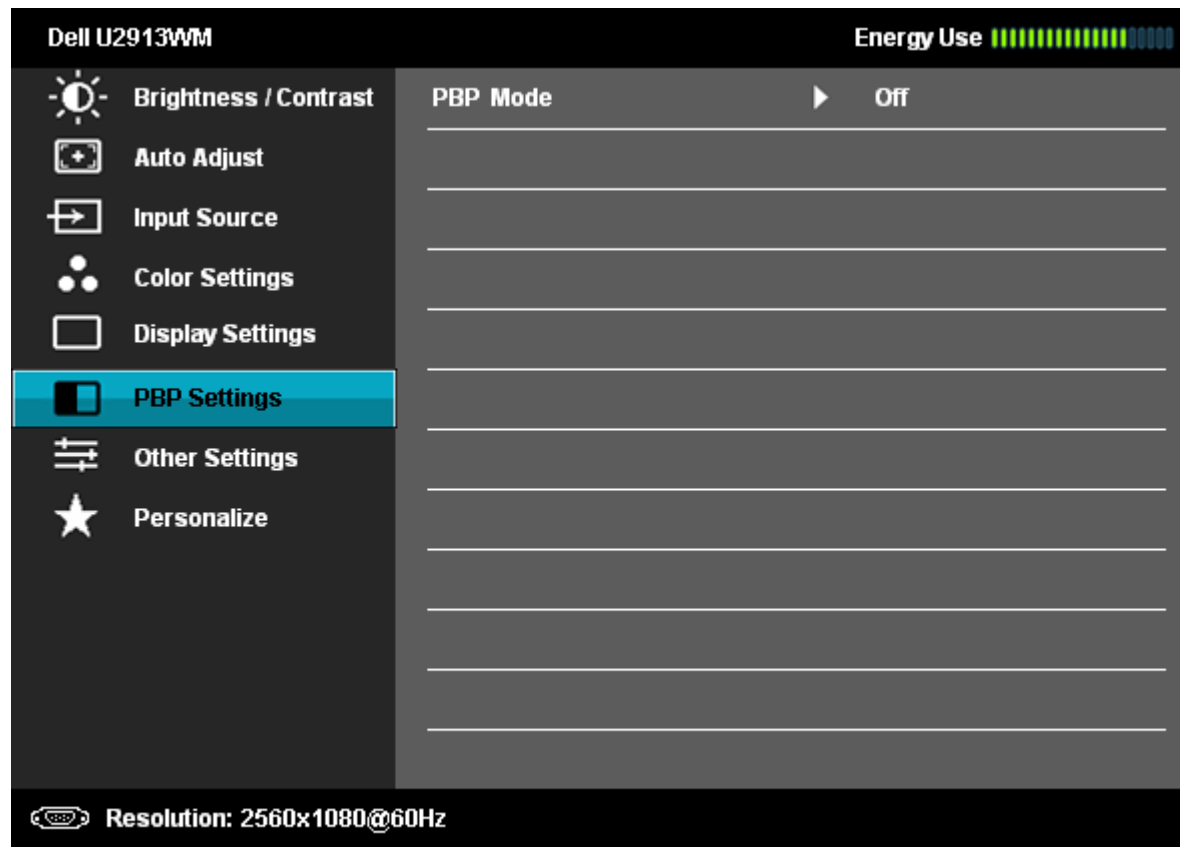 Dell U2913WM Energy Use
Brightness / Contrast PBP Mode Off
Auto Adjust
Input Source
Color Settings
Display Settings
PBP Settings
Other Settings
Personalize
Resolution: 2560x1080@60Hz